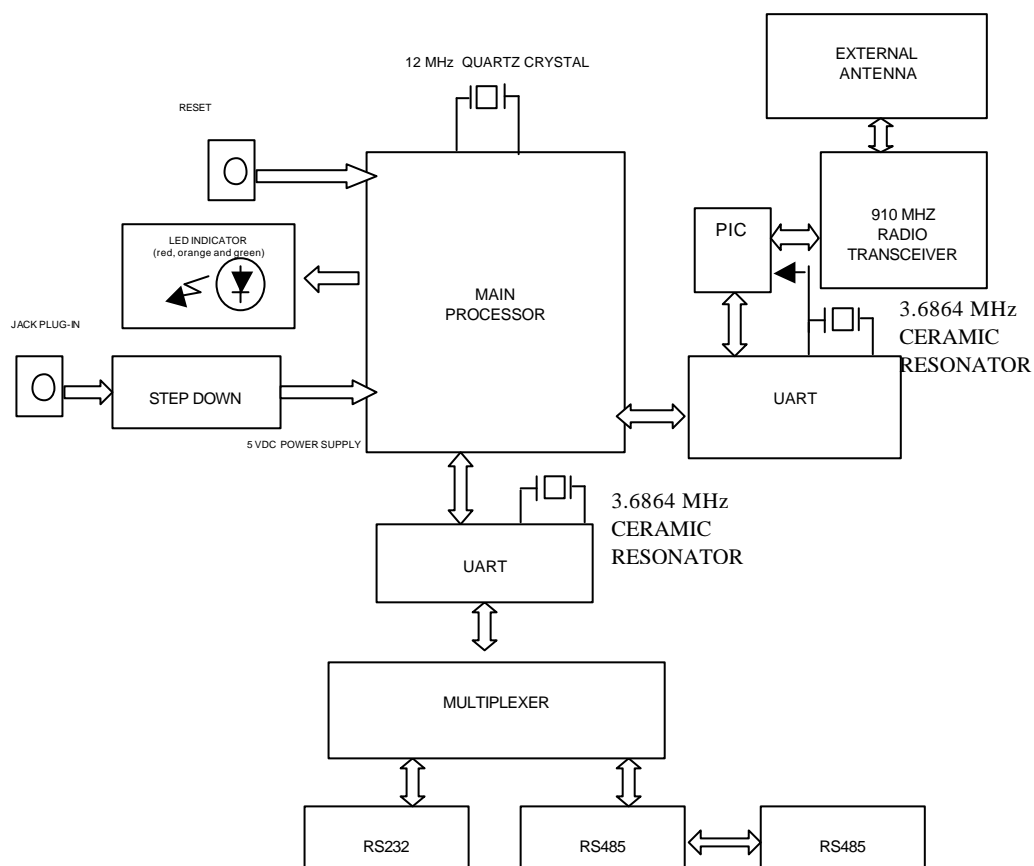 EXTERNAL
ANTENNA
12 MHz QUARTZ CRYSTAL
RESET
910 MHZ
RADIO
TRANSCEIVER
PIC
LED INDICATOR
(red, orange and green)
MAIN
PROCESSOR
3.6864 MHz
CERAMIC
RESONATOR
JACK PLUG-IN
STEP DOWN
UART
5 VDC POWER SUPPLY
3.6864 MHz
CERAMIC
RESONATOR
UART
MULTIPLEXER
RS232
RS485
RS485